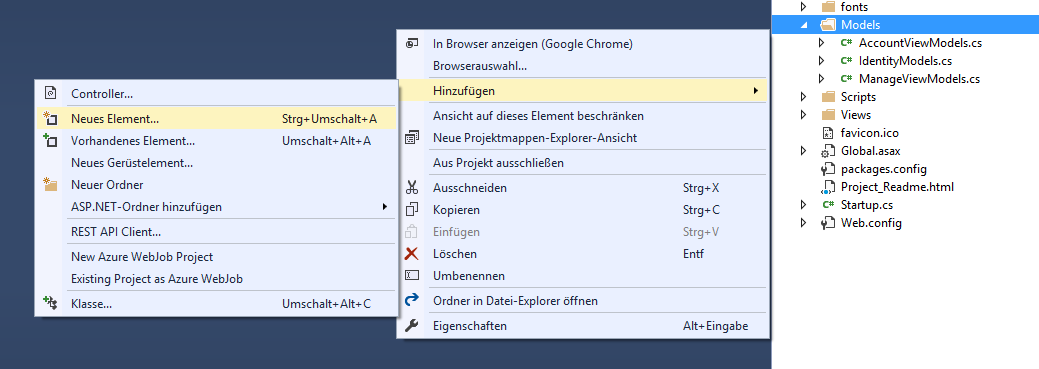 Controller...
Neues Element... Strg+Umschalt+A
Vorhandenes Element... Umschalt+Alt+A
Neues Gerüstelement...
Neuer Ordner
ASP.NET-Ordner hinzufügen
REST API Client...
New Azure WebJob Project
Existing Project as Azure WebJob
Klasse... Umschalt+Alt+C
In Browser anzeigen (Google Chrome)
Browserauswahl...
Hinzufügen
Ansicht auf dieses Element beschränken
Neue Projektmappen-Explorer-Ansicht
Aus Projekt ausschließen
Ausschneiden Strg+X
Kopieren Strg+C
Einfügen Strg+V
Löschen Entf
Umbenennen
Ordner in Datei-Explorer öffnen
Eigenschaften Alt+Eingabe
fonts
Models
C# AccountViewModels.cs
C# IdentityModels.cs
C# ManageViewModels.cs
Scripts
Views
favicon.ico
Global.asax
packages.config
Project_Readme.html
C# Startup.cs
Web.config